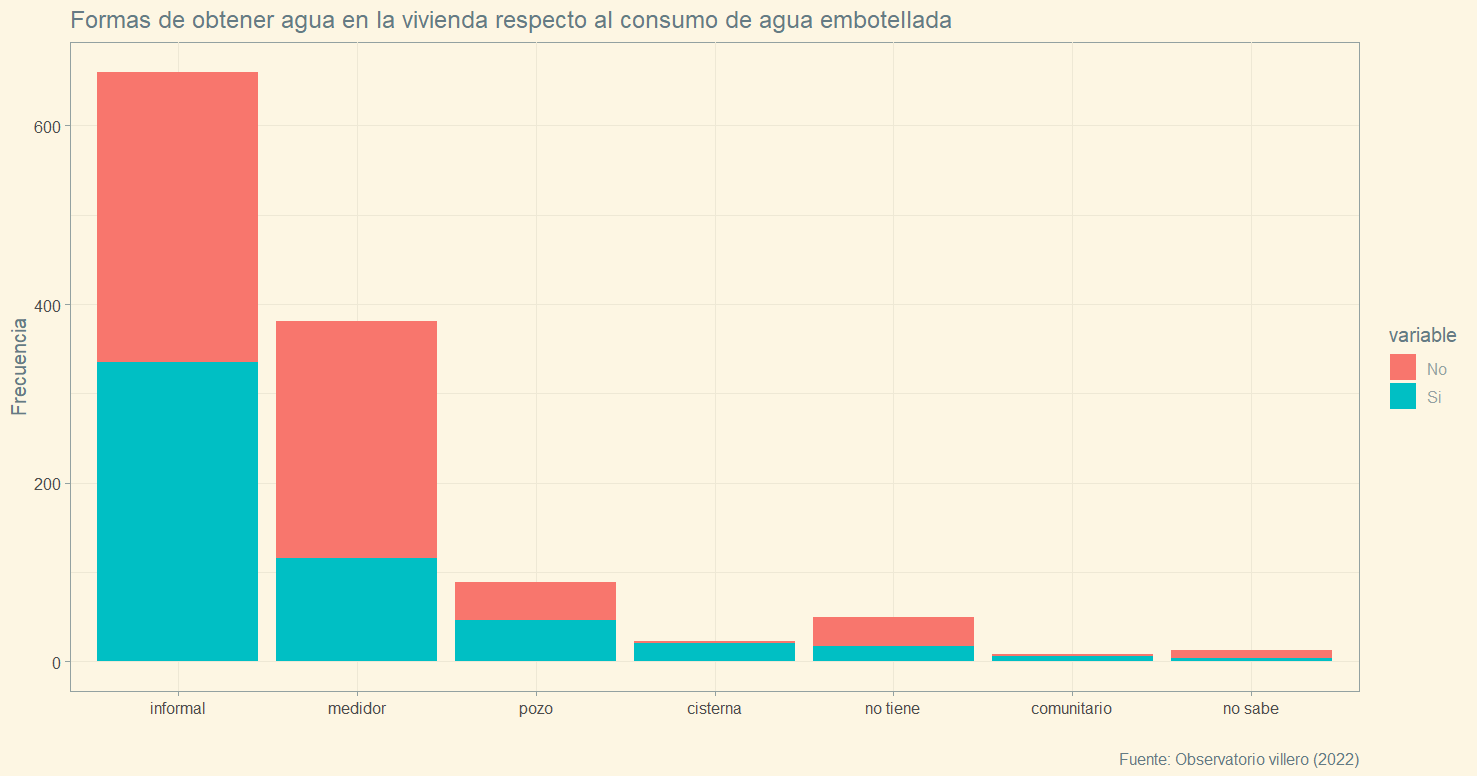 Formas de obtener agua en la vivienda respecto al consumo de agua embotellada
600
400
200
0
Frecuencia
informal medidor pozo cisterna no tiene comunitario no sabe
variable
No
Si
Fuente: Observatorio villero (2022)